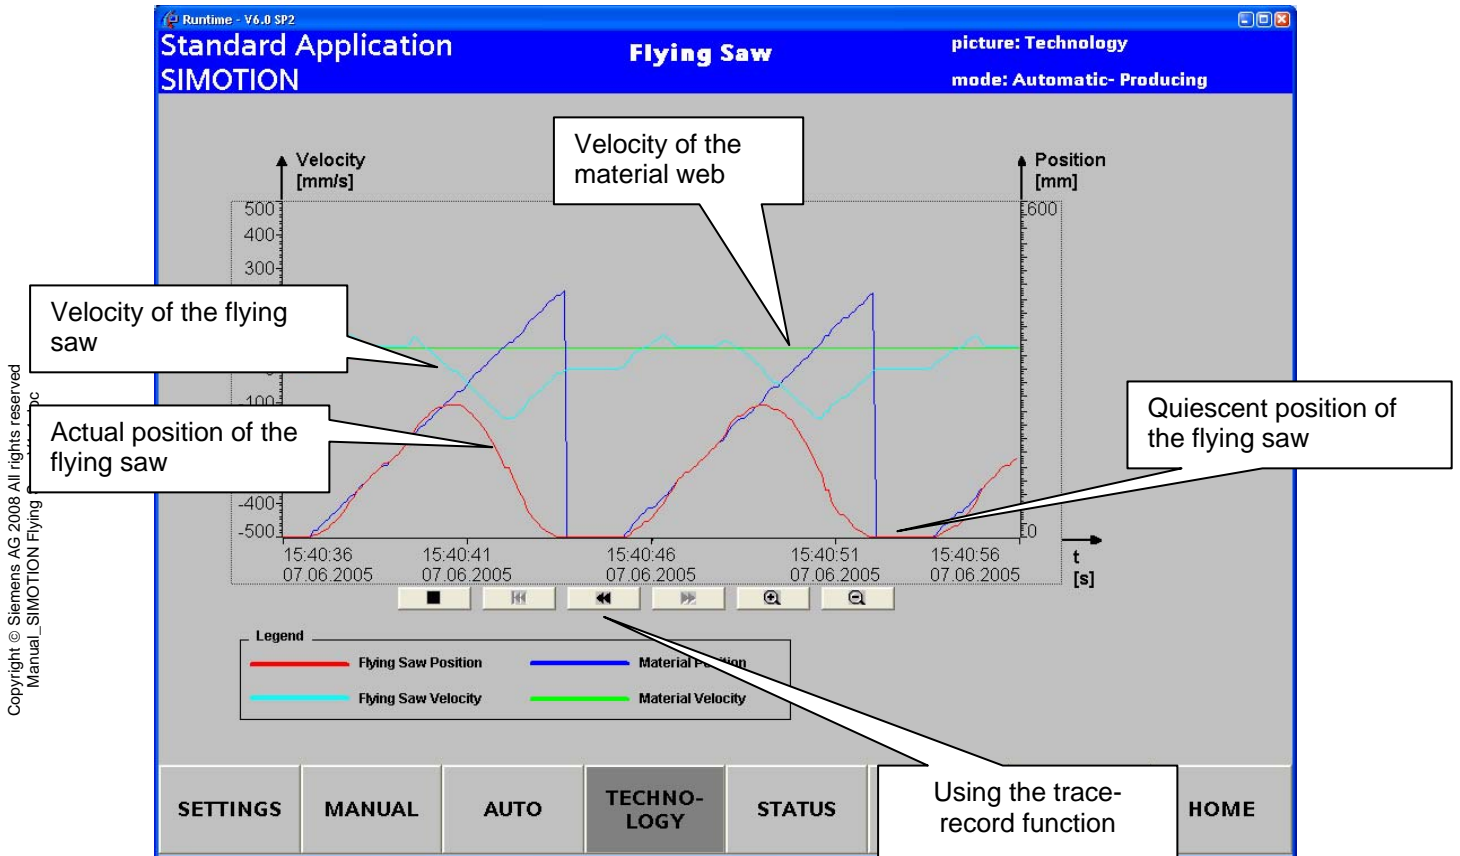 Runtime - V6.0 SP2
Standard Application
SIMOTION
Flying Saw
picture: Technology
mode: Automatic- Producing
Velocity of the
material web
Velocity
[mm/s]
Position
[mm]
500
400
300
600
Velocity of the flying
saw
0
-100
Actual position of the
flying saw
Quiescent position of
the flying saw
-400
-500
0
15:40:36
07.06.2005
15:40:41
07.06.2005
15:40:46
07.06.2005
15:40:51
07.06.2005
15:40:56
07.06.2005
t
[s]
Legend
Flying Saw Position
Material Position
Flying Saw Velocity
Material Velocity
Using the trace-
record function
SETTINGS
MANUAL
AUTO
TECHNO-
LOGY
STATUS
HOME
Copyright © Siemens AG 2008 All rights reserved
Manual_SIMOTION Flying